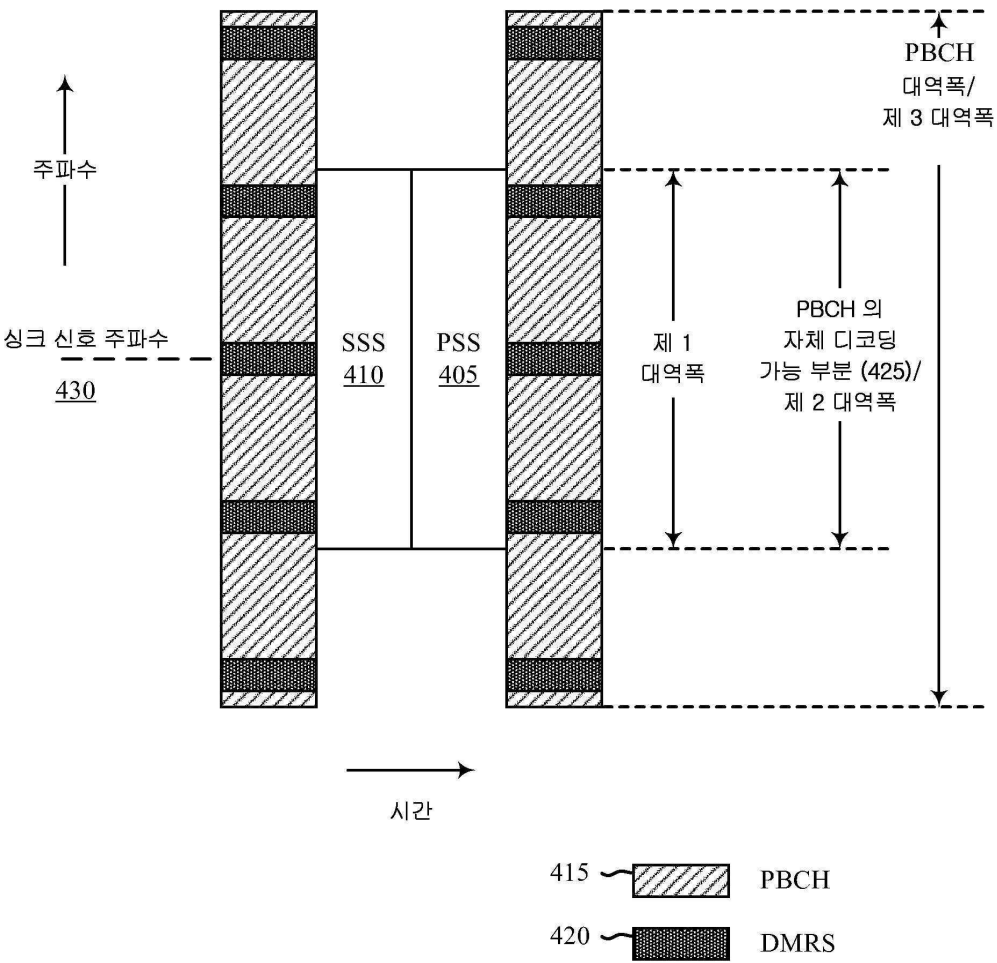 PBCH
대역폭/
제 3 대역폭
주파수
싱크 신호 주파수
430
SSS
410
PSS
405
제 1
대역폭
PBCH 의
자체 디코딩
가능 부분 (425)/
제 2 대역폭
시간
415 PBCH
420 DMRS